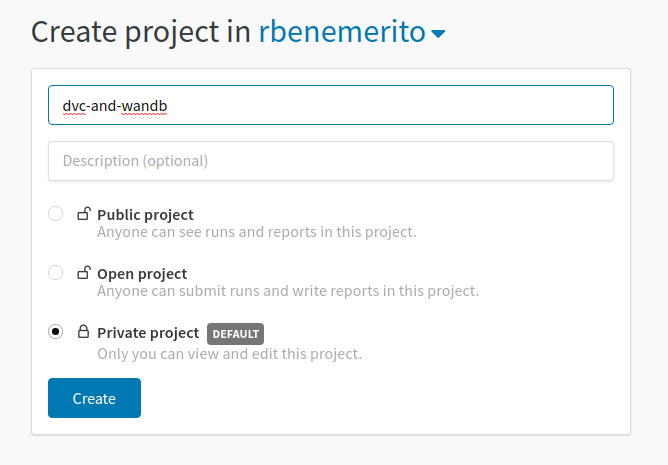 Create project in rbenemerito
dvc-and-wandb
Description (optional)
Public project
Anyone can see runs and reports in this project.
Open project
Anyone can submit runs and write reports in this project.
Private project DEFAULT
Only you can view and edit this project.
Create